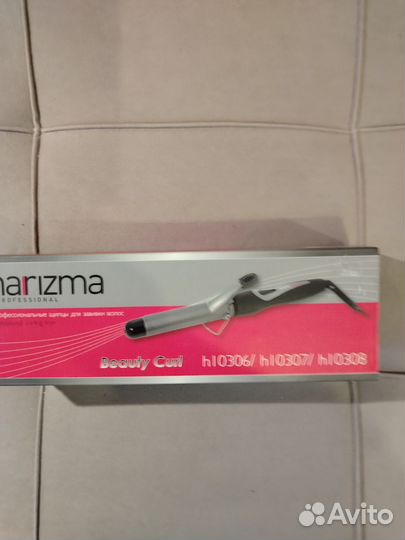 harizma
PROFESSIONAL
профессиональные щипцы для завивки волос
Beauty Curl h10306/ h10307/ h10308
Avito